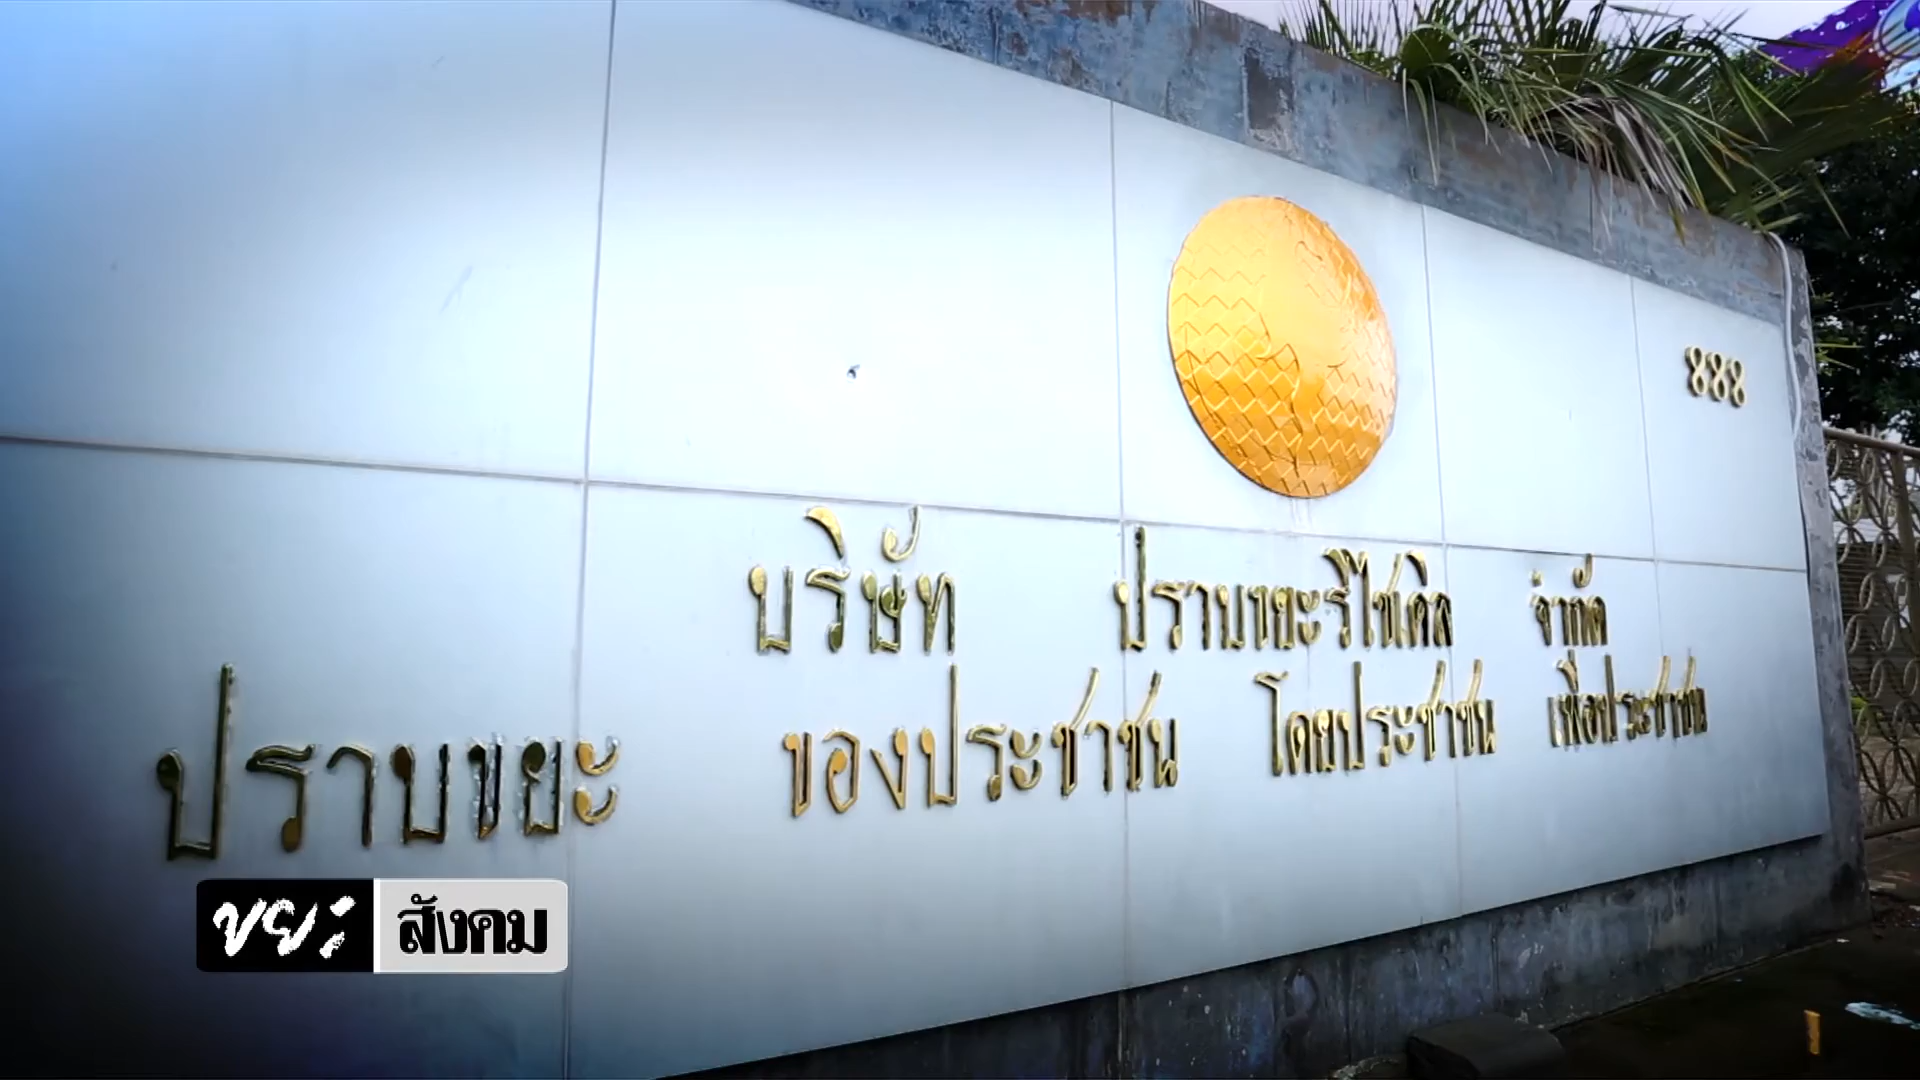 888
บริษัท ปราบขยะรีไซเคิล จำกัด
ปราบขยะ ของประชาชน โดยประชาชน เพื่อประชาชน
ขยะ สังคม